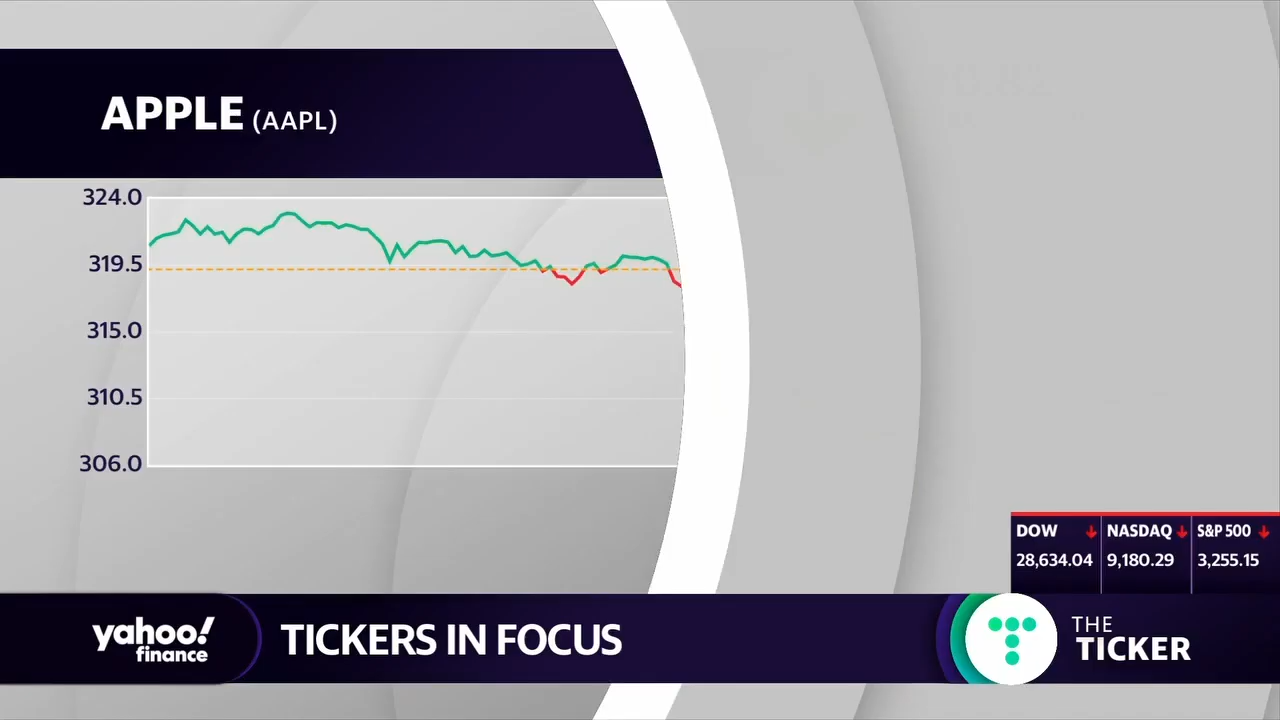 APPLE (AAPL)
324.0
319.5
315.0
310.5
306.0
DOW
28,634.04
NASDAQ
9,180.29
S&P 500
3,255.15
yahoo!
finance
TICKERS IN FOCUS
THE
TICKER